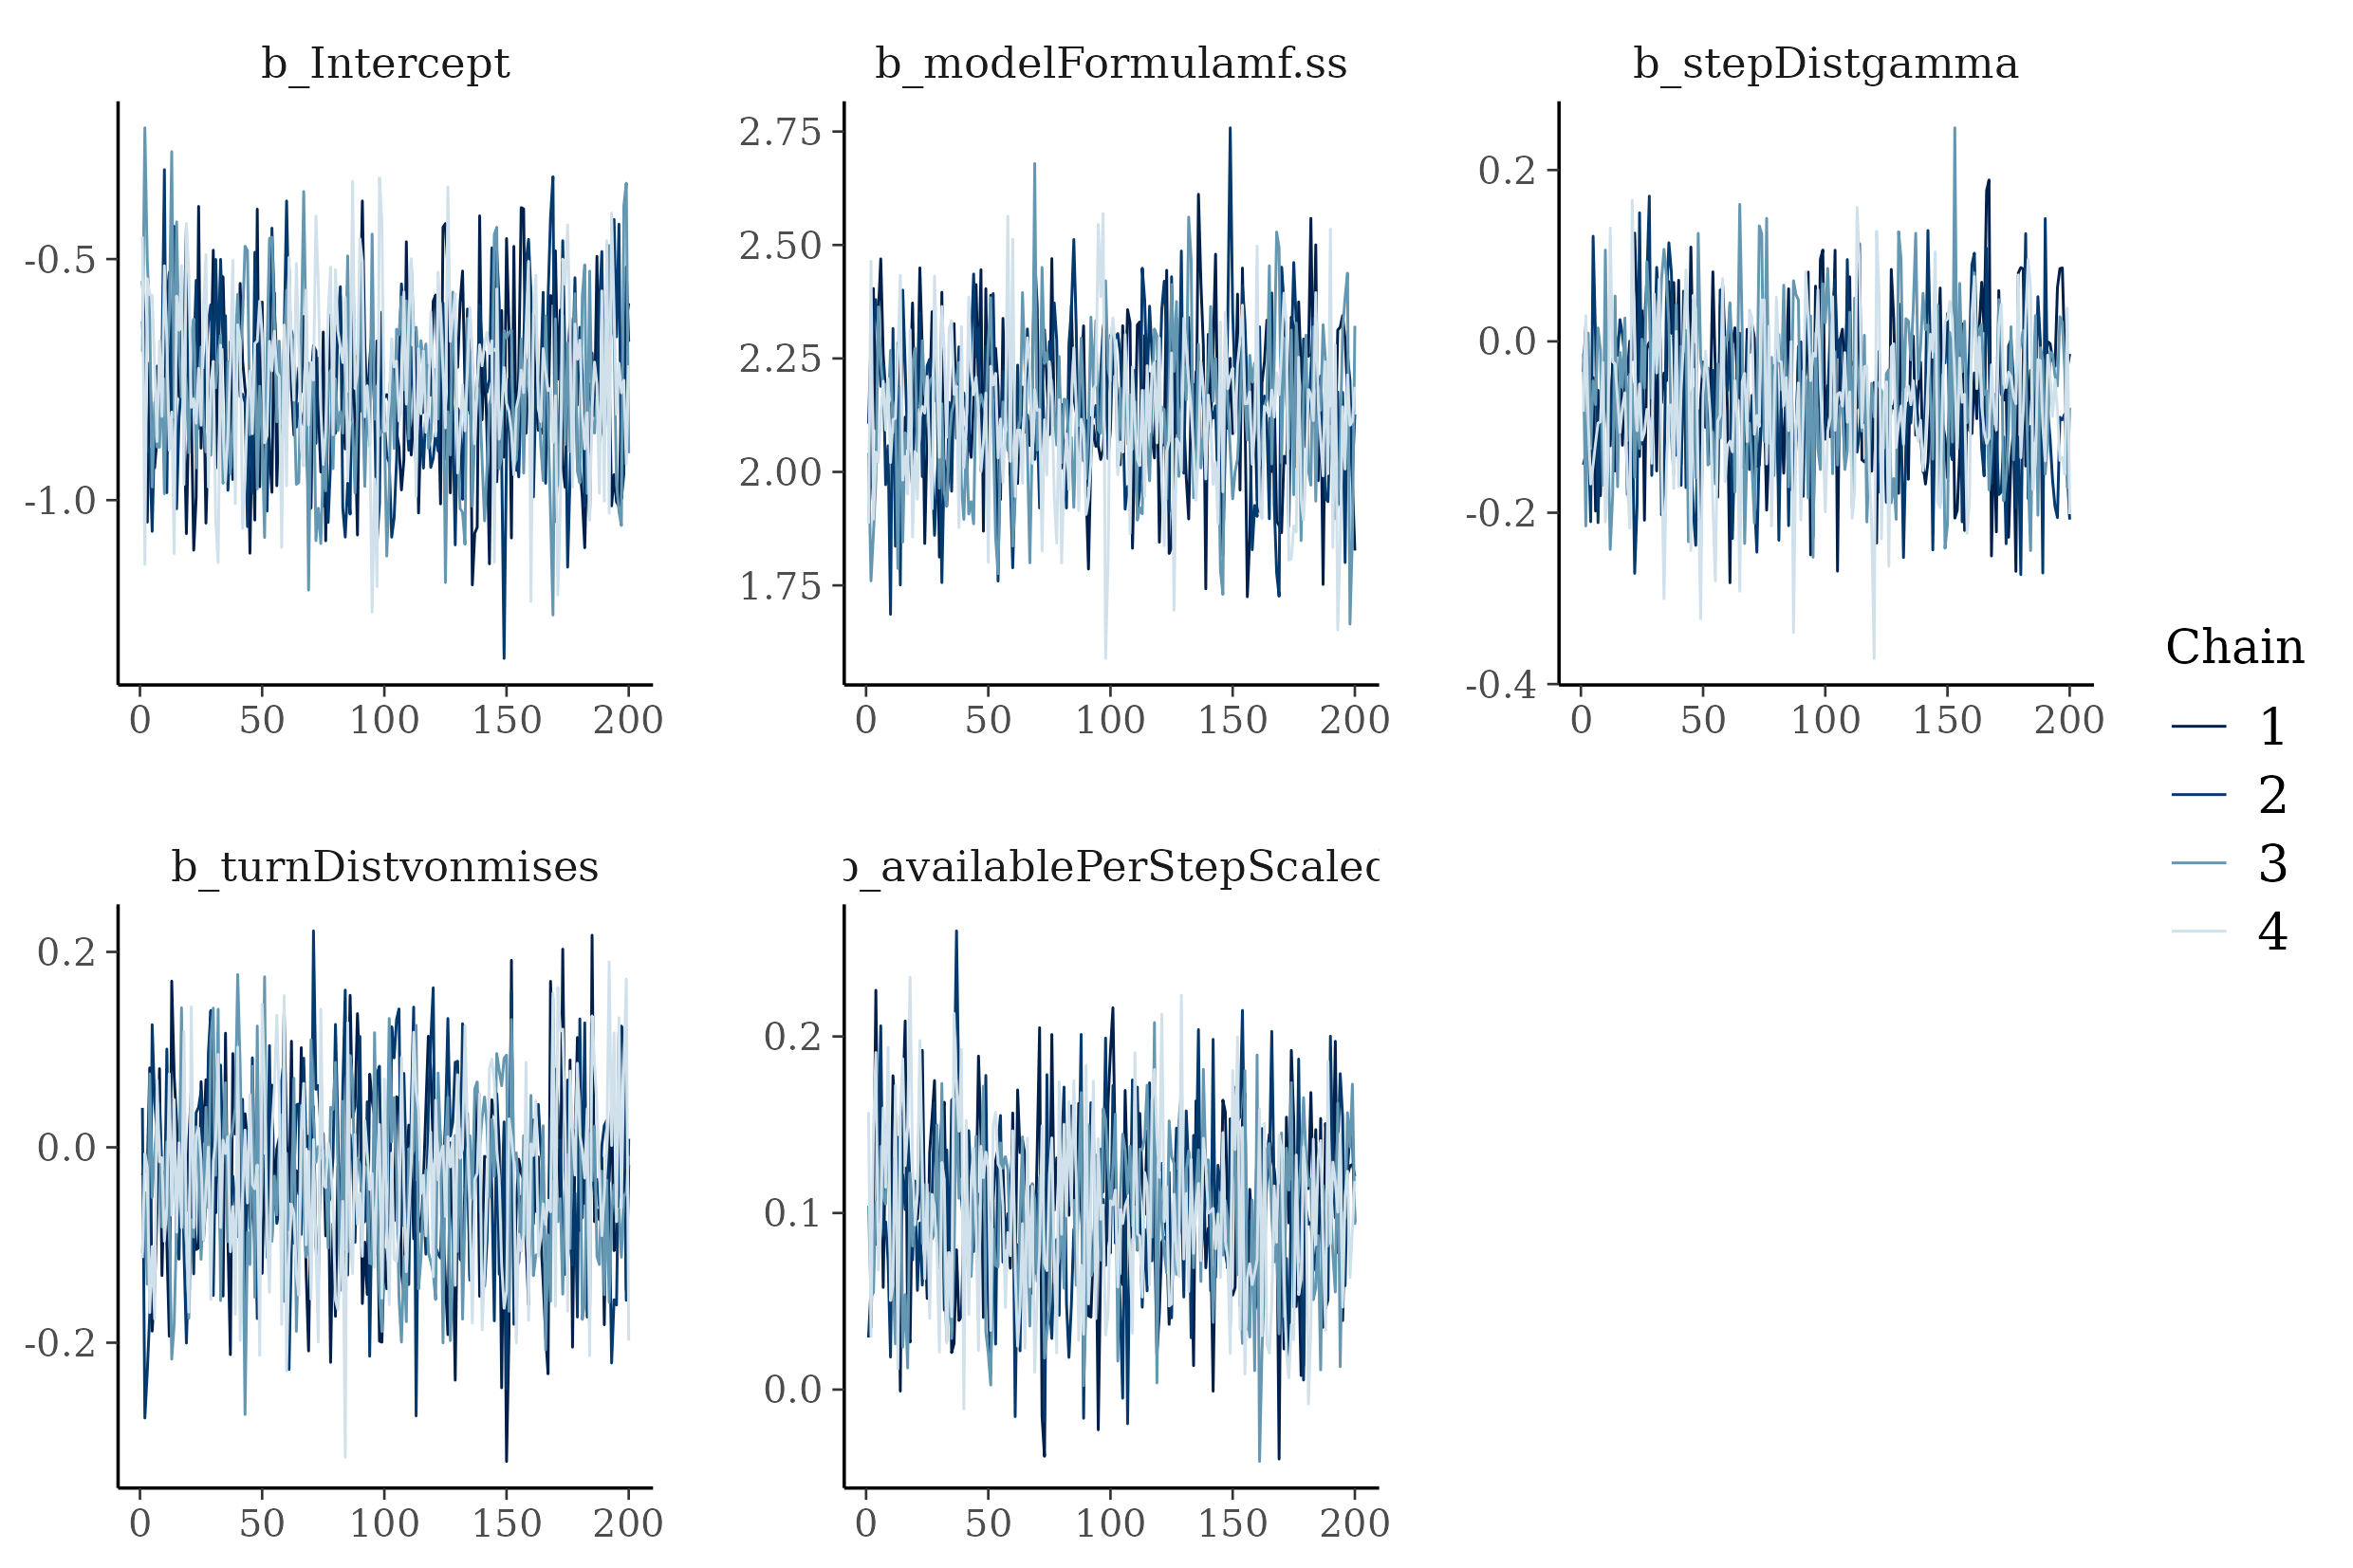 b_Intercept
b_modelFormulamf.ss
b_stepDistgamma
-0.5
-1.0
0 50 100 150 200
2.75
2.50
2.25
2.00
1.75
0 50 100 150 200
0.2
0.0
-0.2
-0.4
0 50 100 150 200
b_turnDistvonmises
b_availablePerStepScaled
0.2
0.0
-0.2
0 50 100 150 200
0.2
0.1
0.0
0 50 100 150 200
Chain
1
2
3
4